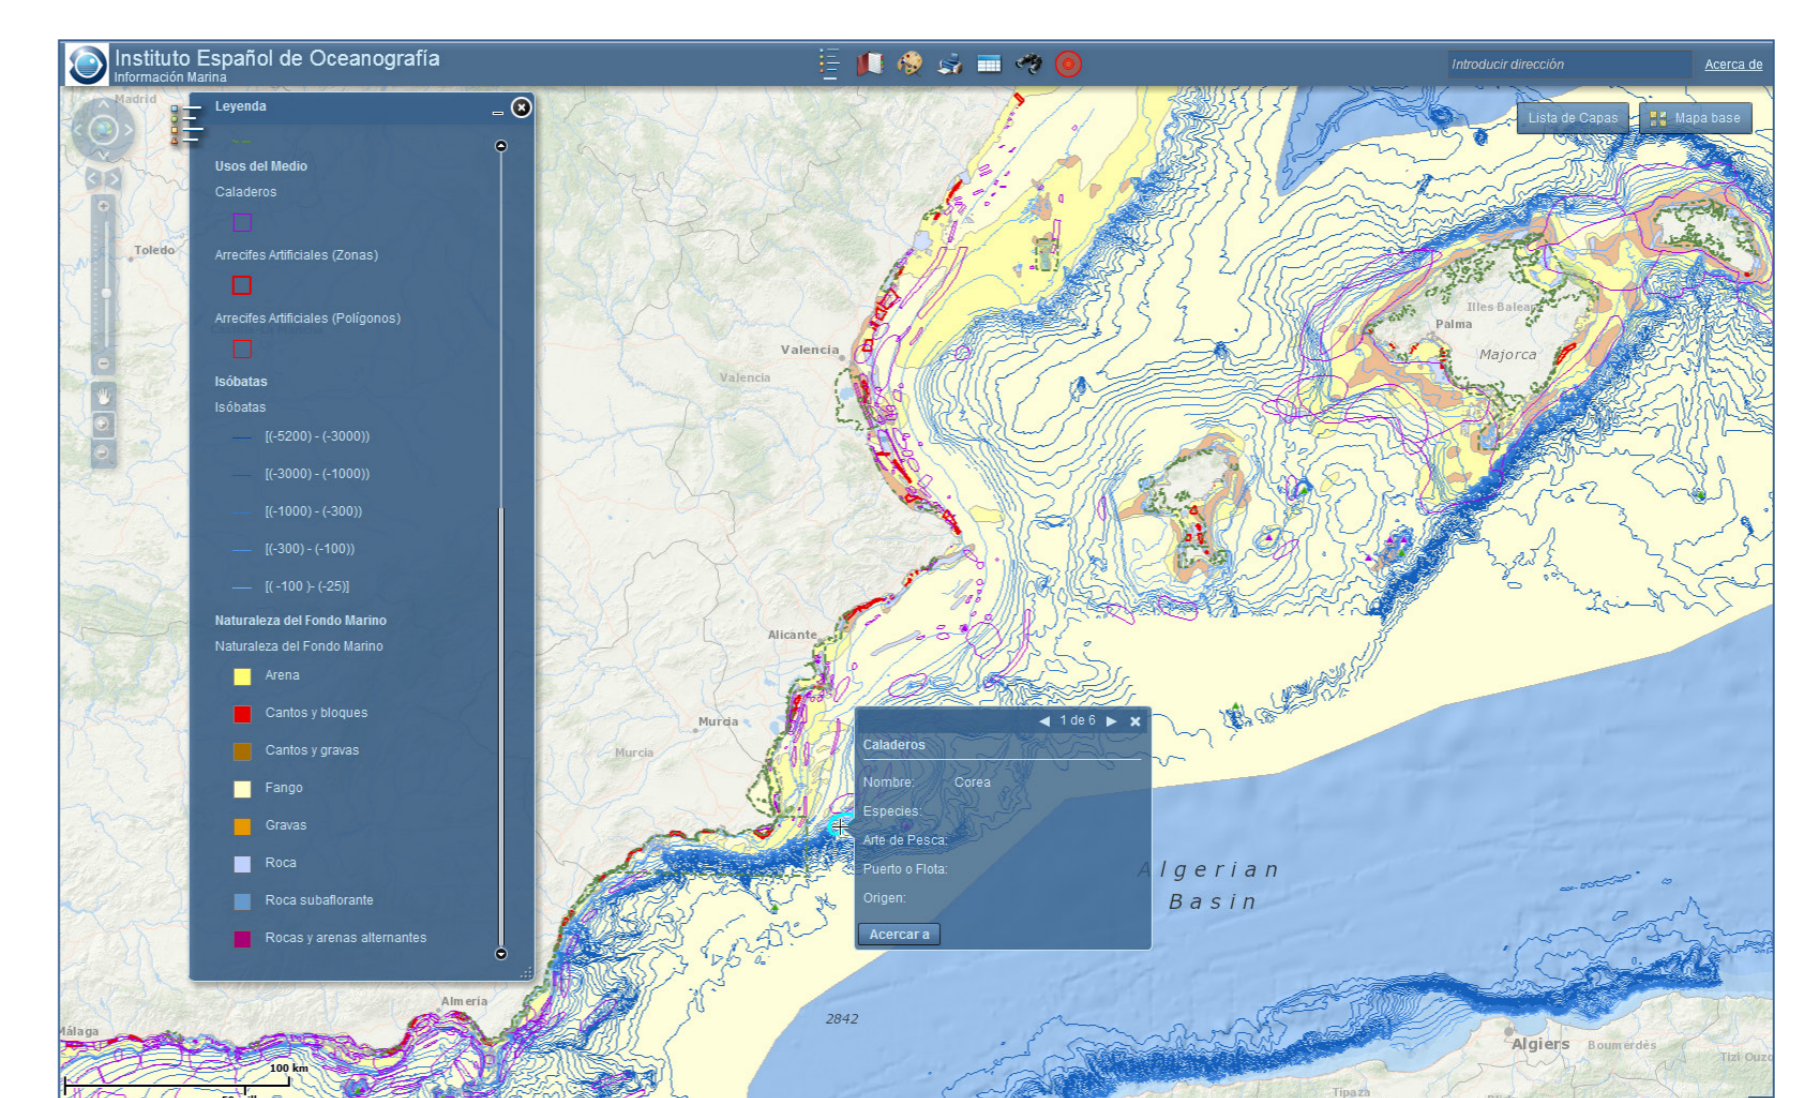 Instituto Español de Oceanografía
Información Marina
Introducir dirección
Acerca de
Lista de Capas
Mapa base
Leyenda
Usos del Medio
Caladeros
Arrecifes Artificiales (Zonas)
Arrecifes Artificiales (Polígonos)
Isóbatas
Isóbatas
[(-5200) - (-3000))
[(-3000) - (-1000))
[(-1000) - (-300))
[(-300) - (-100))
[( -100 )- (-25)]
Naturaleza del Fondo Marino
Naturaleza del Fondo Marino
Arena
Cantos y bloques
Cantos y gravas
Fango
Gravas
Roca
Roca subaflorante
Rocas y arenas alternantes
Madrid
Toledo
Valencia
Valencia
Illes Balears
Palma
Majorca
Alicante
Murcia
Murcia
1 de 6
Caladeros
Nombre: Corea
Especies:
Arte de Pesca:
Puerto o Flota:
Origen:
Acercar a
Algerian
Basin
Almería
Málaga
2842
Algiers
Boumerdés
Tizi Ouzo
Tipaza
100 km